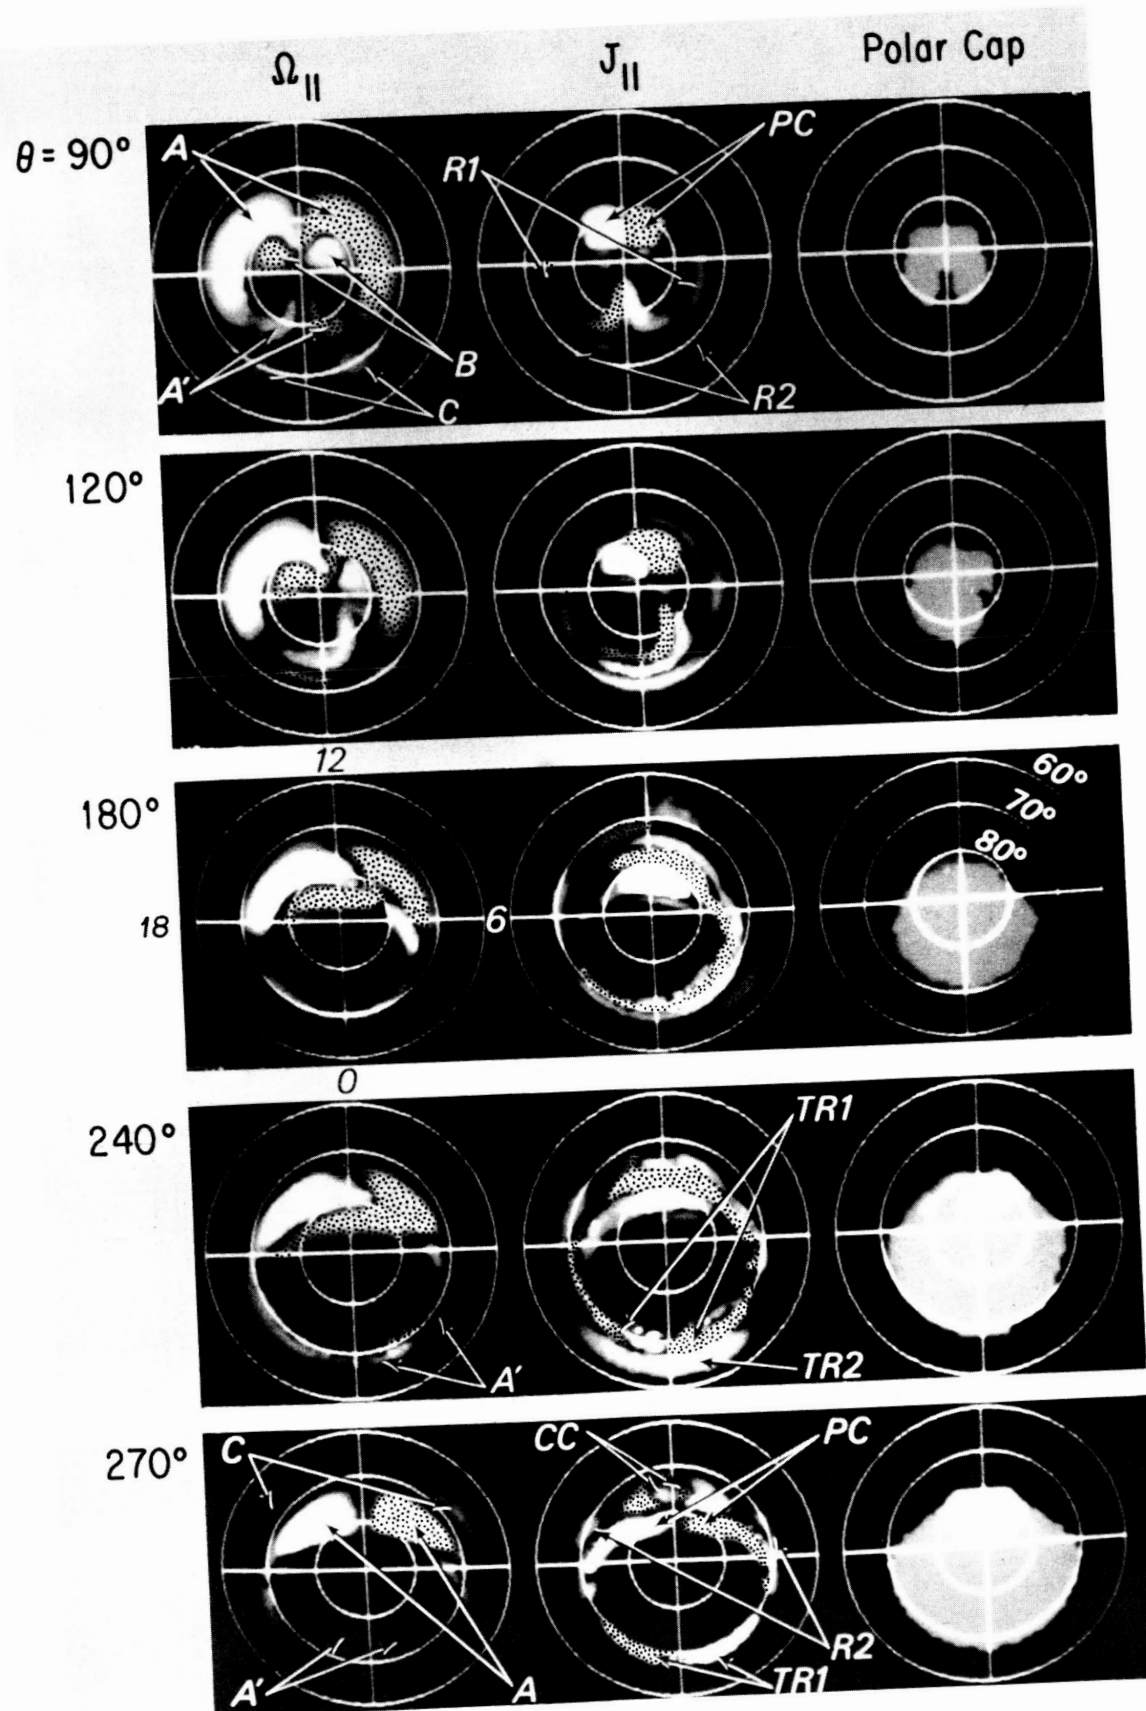 Ω|| J|| Polar Cap
θ = 90°
A
R1
PC
A'
B
C
R2
120°
12
180°
60°
70°
80°
18
6
0
240°
TR1
A'
TR2
270°
C
CC
PC
A'
A
TR1
R2